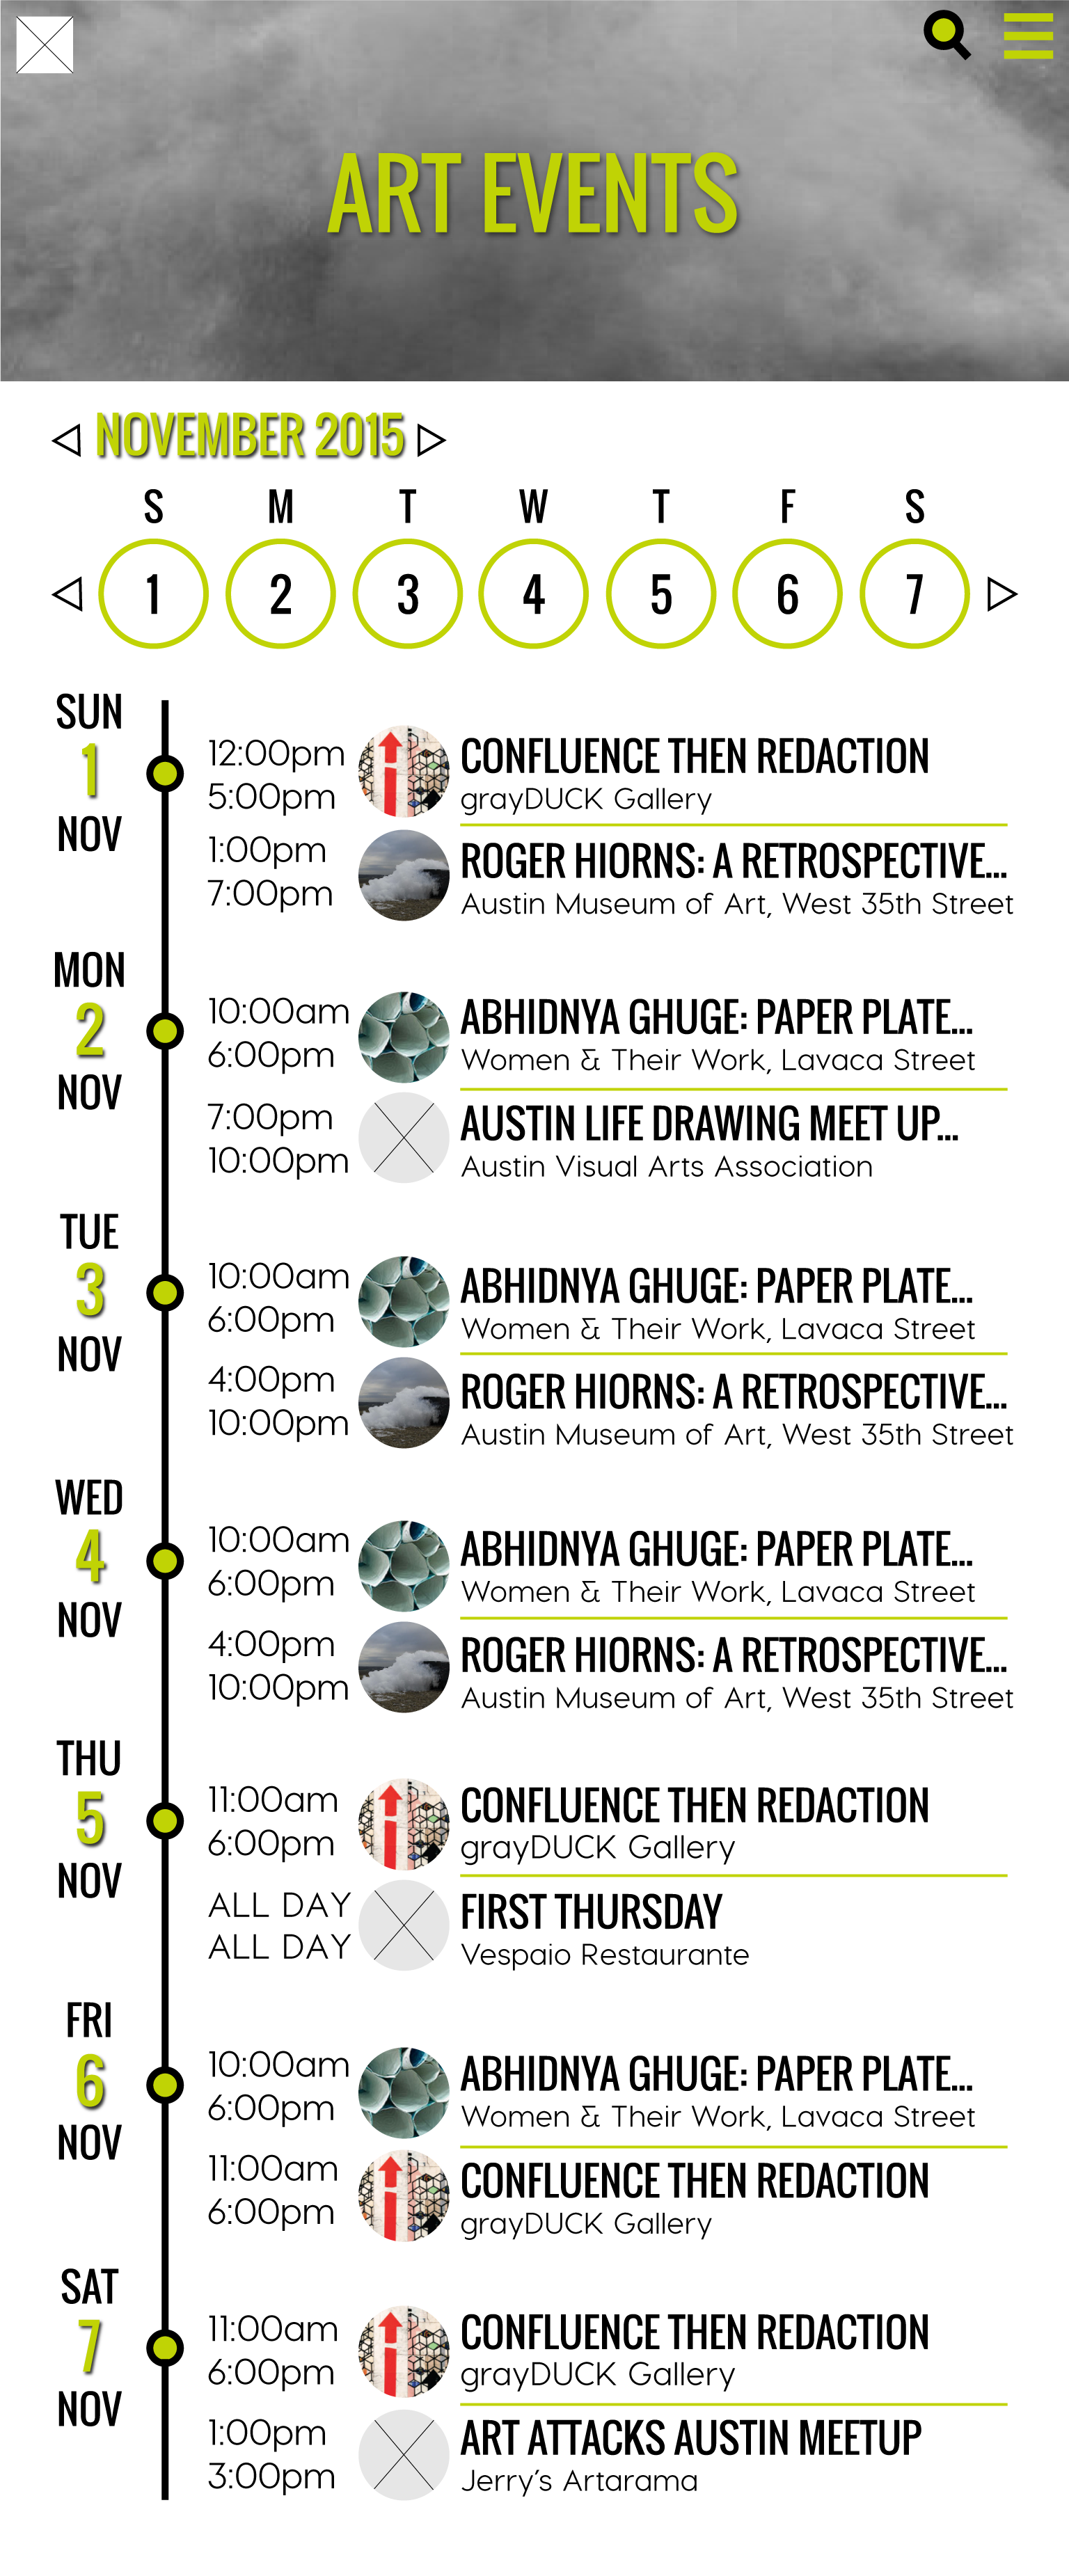 ART EVENTS
NOVEMBER 2015
S M T W T F S
1 2 3 4 5 6 7
SUN
1
NOV
12:00pm
5:00pm
CONFLUENCE THEN REDACTION
grayDUCK Gallery
1:00pm
7:00pm
ROGER HIORNS: A RETROSPECTIVE...
Austin Museum of Art, West 35th Street
MON
2
NOV
10:00am
6:00pm
ABHIDNYA GHUGE: PAPER PLATE...
Women & Their Work, Lavaca Street
7:00pm
10:00pm
AUSTIN LIFE DRAWING MEET UP...
Austin Visual Arts Association
TUE
3
NOV
10:00am
6:00pm
ABHIDNYA GHUGE: PAPER PLATE...
Women & Their Work, Lavaca Street
4:00pm
10:00pm
ROGER HIORNS: A RETROSPECTIVE...
Austin Museum of Art, West 35th Street
WED
4
NOV
10:00am
6:00pm
ABHIDNYA GHUGE: PAPER PLATE...
Women & Their Work, Lavaca Street
4:00pm
10:00pm
ROGER HIORNS: A RETROSPECTIVE...
Austin Museum of Art, West 35th Street
THU
5
NOV
11:00am
6:00pm
CONFLUENCE THEN REDACTION
grayDUCK Gallery
ALL DAY
ALL DAY
FIRST THURSDAY
Vespaio Restaurante
FRI
6
NOV
10:00am
6:00pm
ABHIDNYA GHUGE: PAPER PLATE...
Women & Their Work, Lavaca Street
11:00am
6:00pm
CONFLUENCE THEN REDACTION
grayDUCK Gallery
SAT
7
NOV
11:00am
6:00pm
CONFLUENCE THEN REDACTION
grayDUCK Gallery
1:00pm
3:00pm
ART ATTACKS AUSTIN MEETUP
Jerry's Artarama